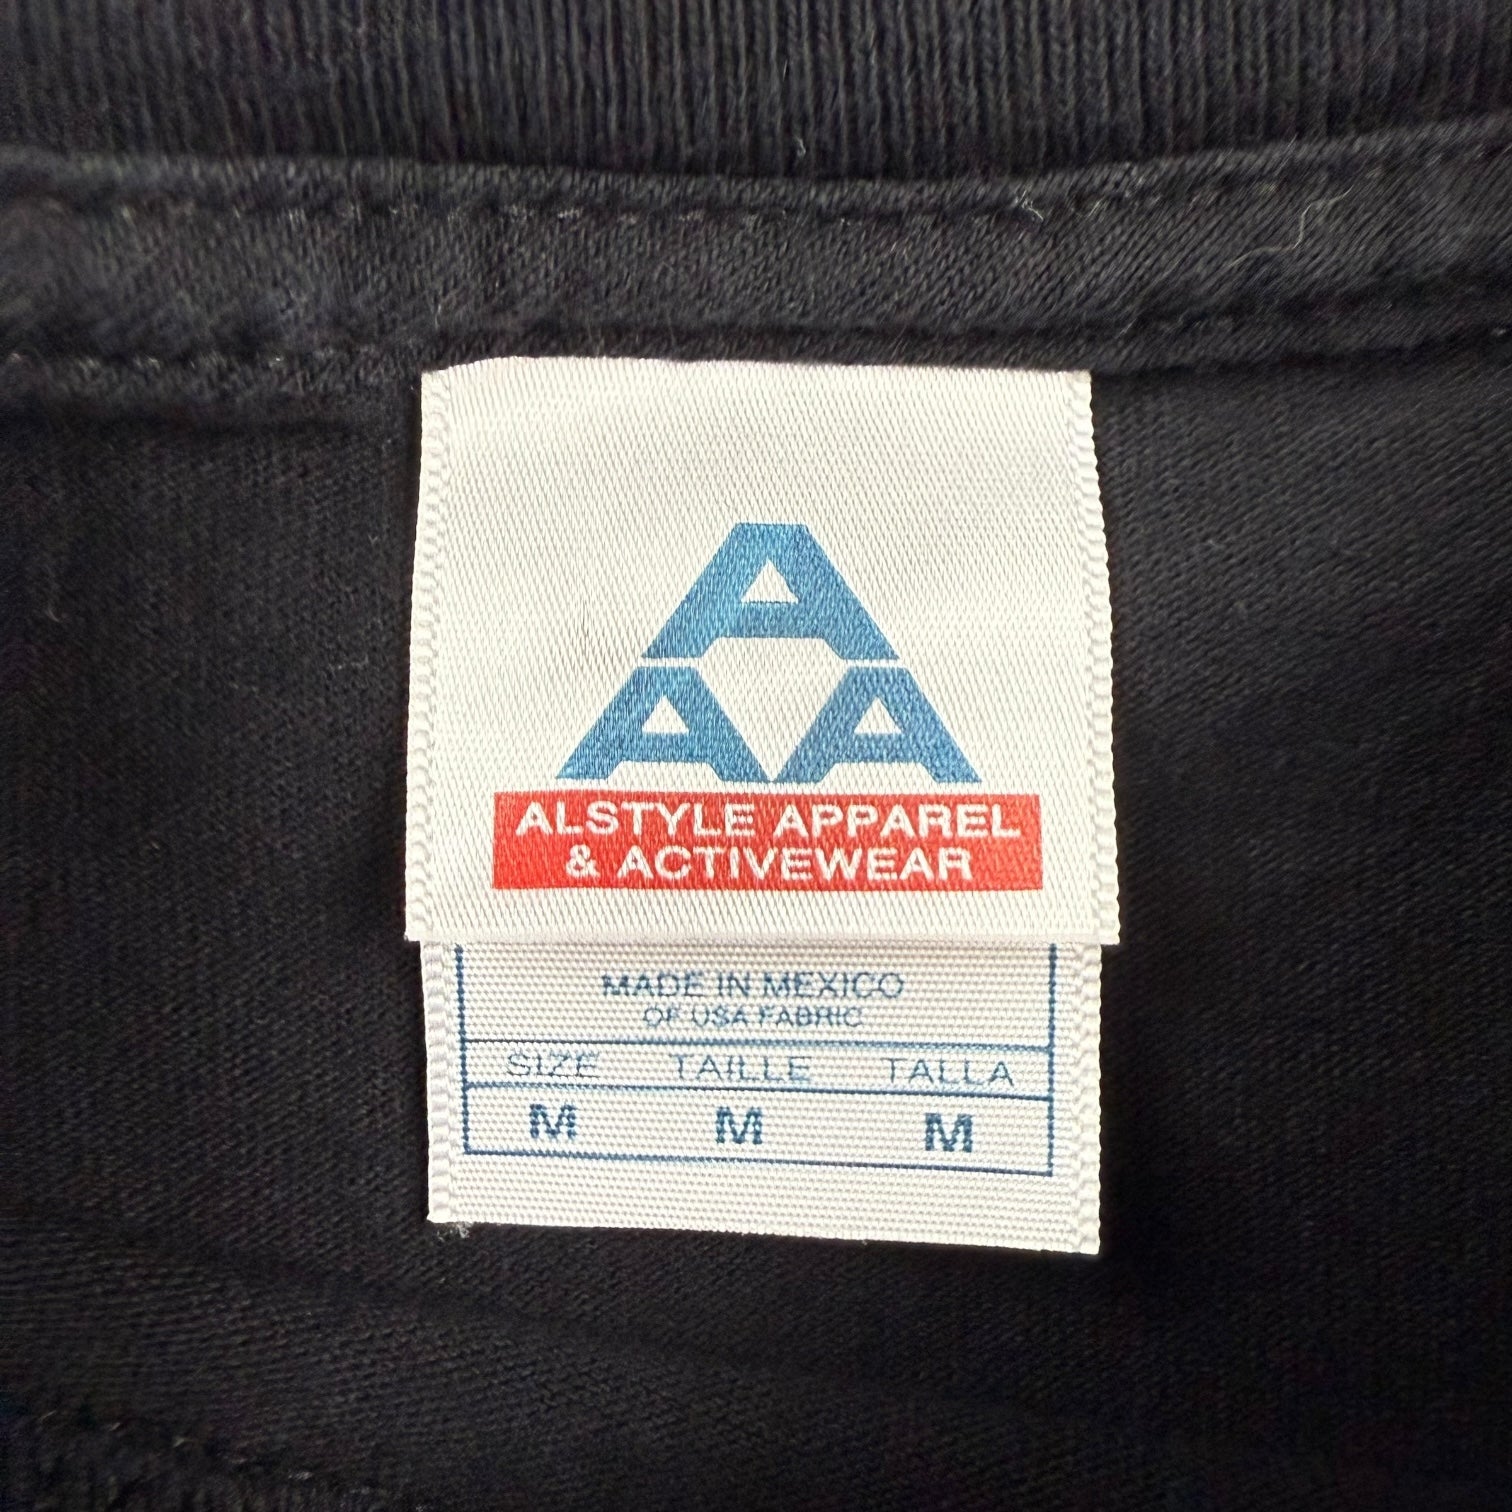 A
A A
ALSTYLE APPAREL
& ACTIVEWEAR
MADE IN MEXICO
OF USA FABRIC
SIZE TAILLE TALLA
M M M